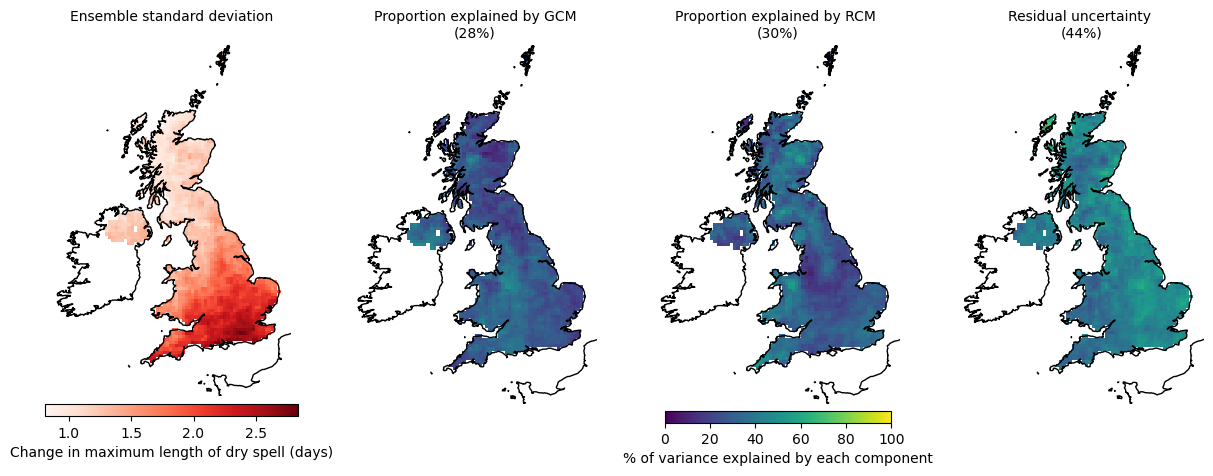 Ensemble standard deviation
Proportion explained by GCM
(28%)
Proportion explained by RCM
(30%)
Residual uncertainty
(44%)
1.0 1.5 2.0 2.5
Change in maximum length of dry spell (days)
0 20 40 60 80 100
% of variance explained by each component